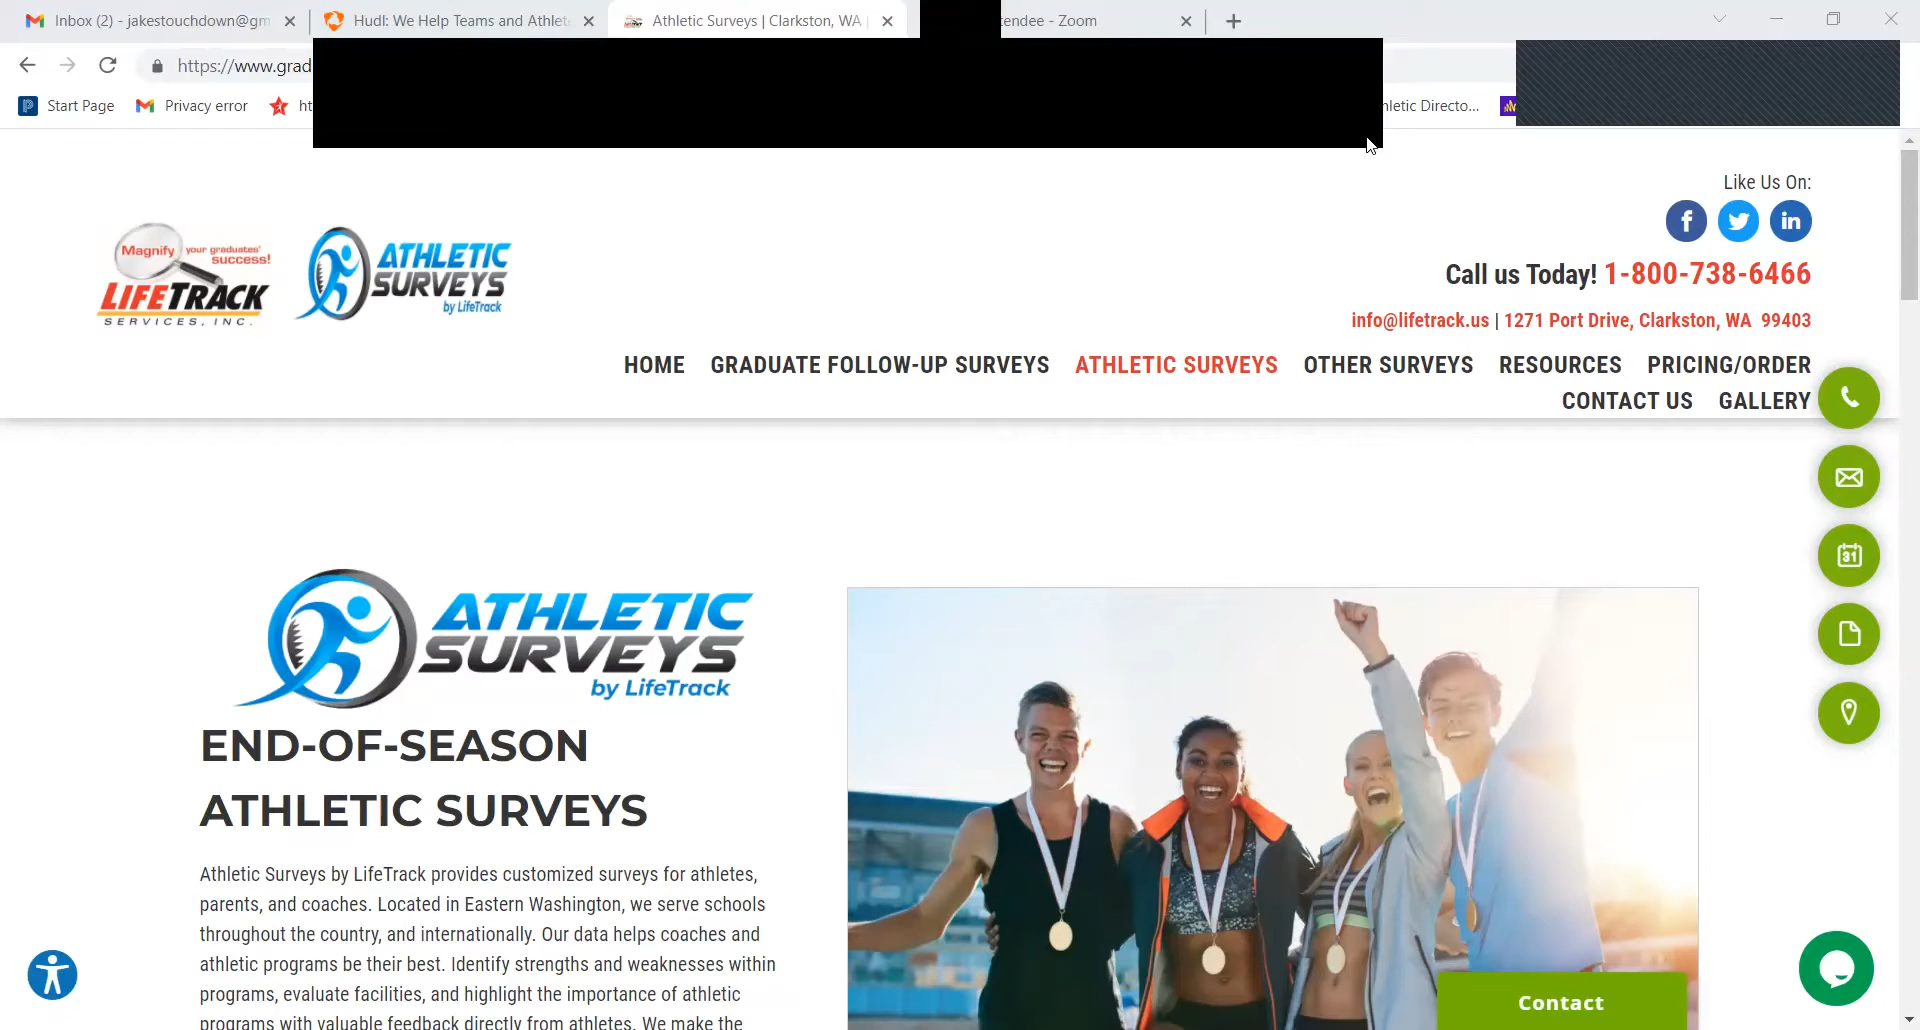 Inbox (2) - jakestouchdown@gm
Hudl: We Help Teams and Athlet
Athletic Surveys | Clarkston, WA |
tendee - Zoom
https://www.grad
Start Page
Privacy error
ht
hletic Directo...
Like Us On:
Magnify your graduates' success!
LIFETRACK
SERVICES, INC.
ATHLETIC
SURVEYS
by LifeTrack
Call us Today! 1-800-738-6466
info@lifetrack.us | 1271 Port Drive, Clarkston, WA 99403
HOME GRADUATE FOLLOW-UP SURVEYS ATHLETIC SURVEYS OTHER SURVEYS RESOURCES PRICING/ORDER
CONTACT US GALLERY
31
ATHLETIC
SURVEYS
by LifeTrack
END-OF-SEASON
ATHLETIC SURVEYS
Athletic Surveys by LifeTrack provides customized surveys for athletes,
parents, and coaches. Located in Eastern Washington, we serve schools
throughout the country, and internationally. Our data helps coaches and
athletic programs be their best. Identify strengths and weaknesses within
programs, evaluate facilities, and highlight the importance of athletic
programs with valuable feedback directly from athletes. We make the
Contact